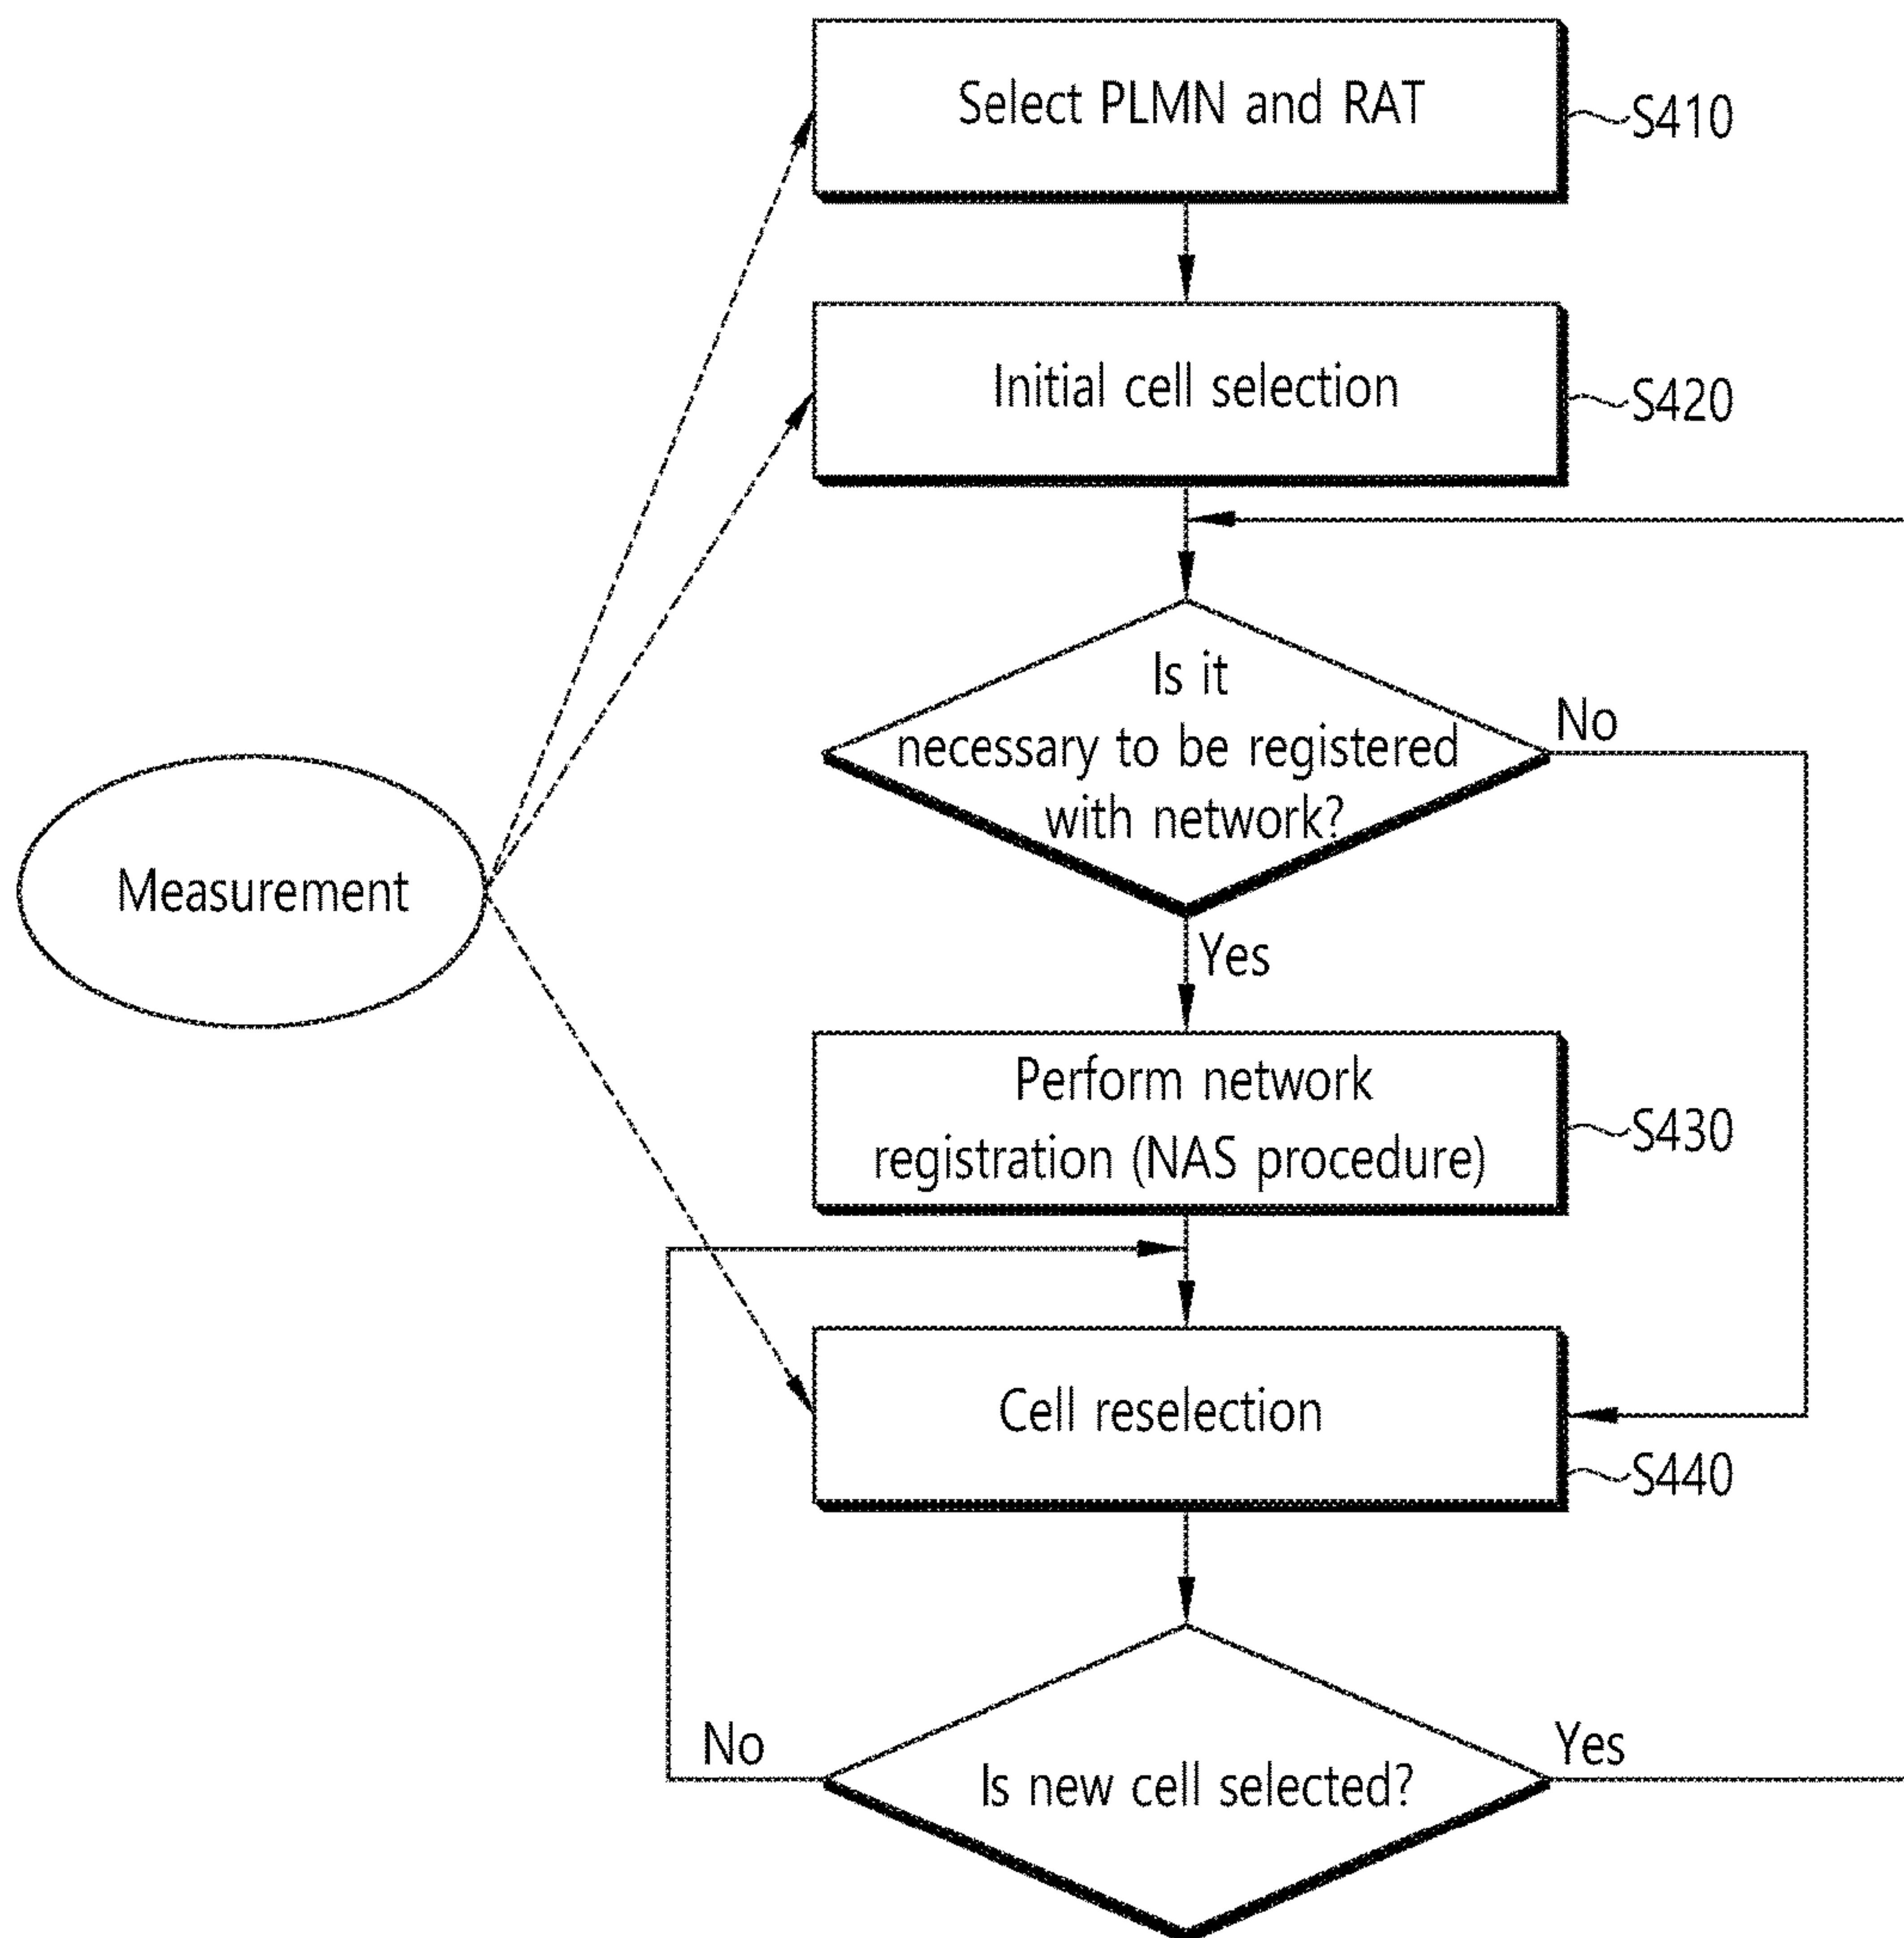 Select PLMN and RAT
S410
Initial cell selection
S420
Is it
necessary to be registered
with network?
No
Yes
Measurement
Perform network
registration (NAS procedure)
S430
Cell reselection
S440
No
Is new cell selected?
Yes